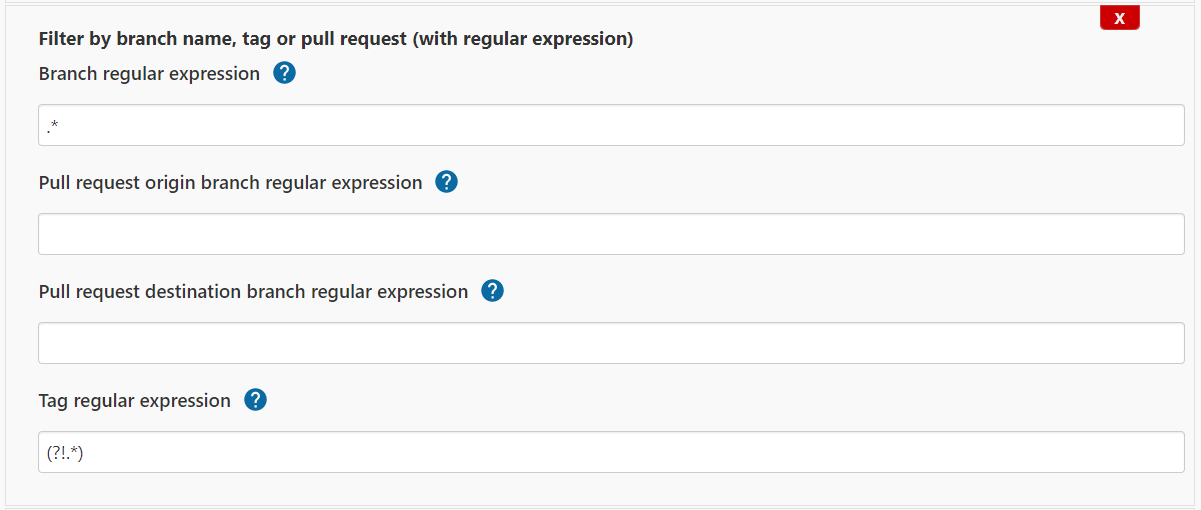 x
Filter by branch name, tag or pull request (with regular expression)
Branch regular expression ?
.*
Pull request origin branch regular expression ?
Pull request destination branch regular expression ?
Tag regular expression ?
(?!.*)